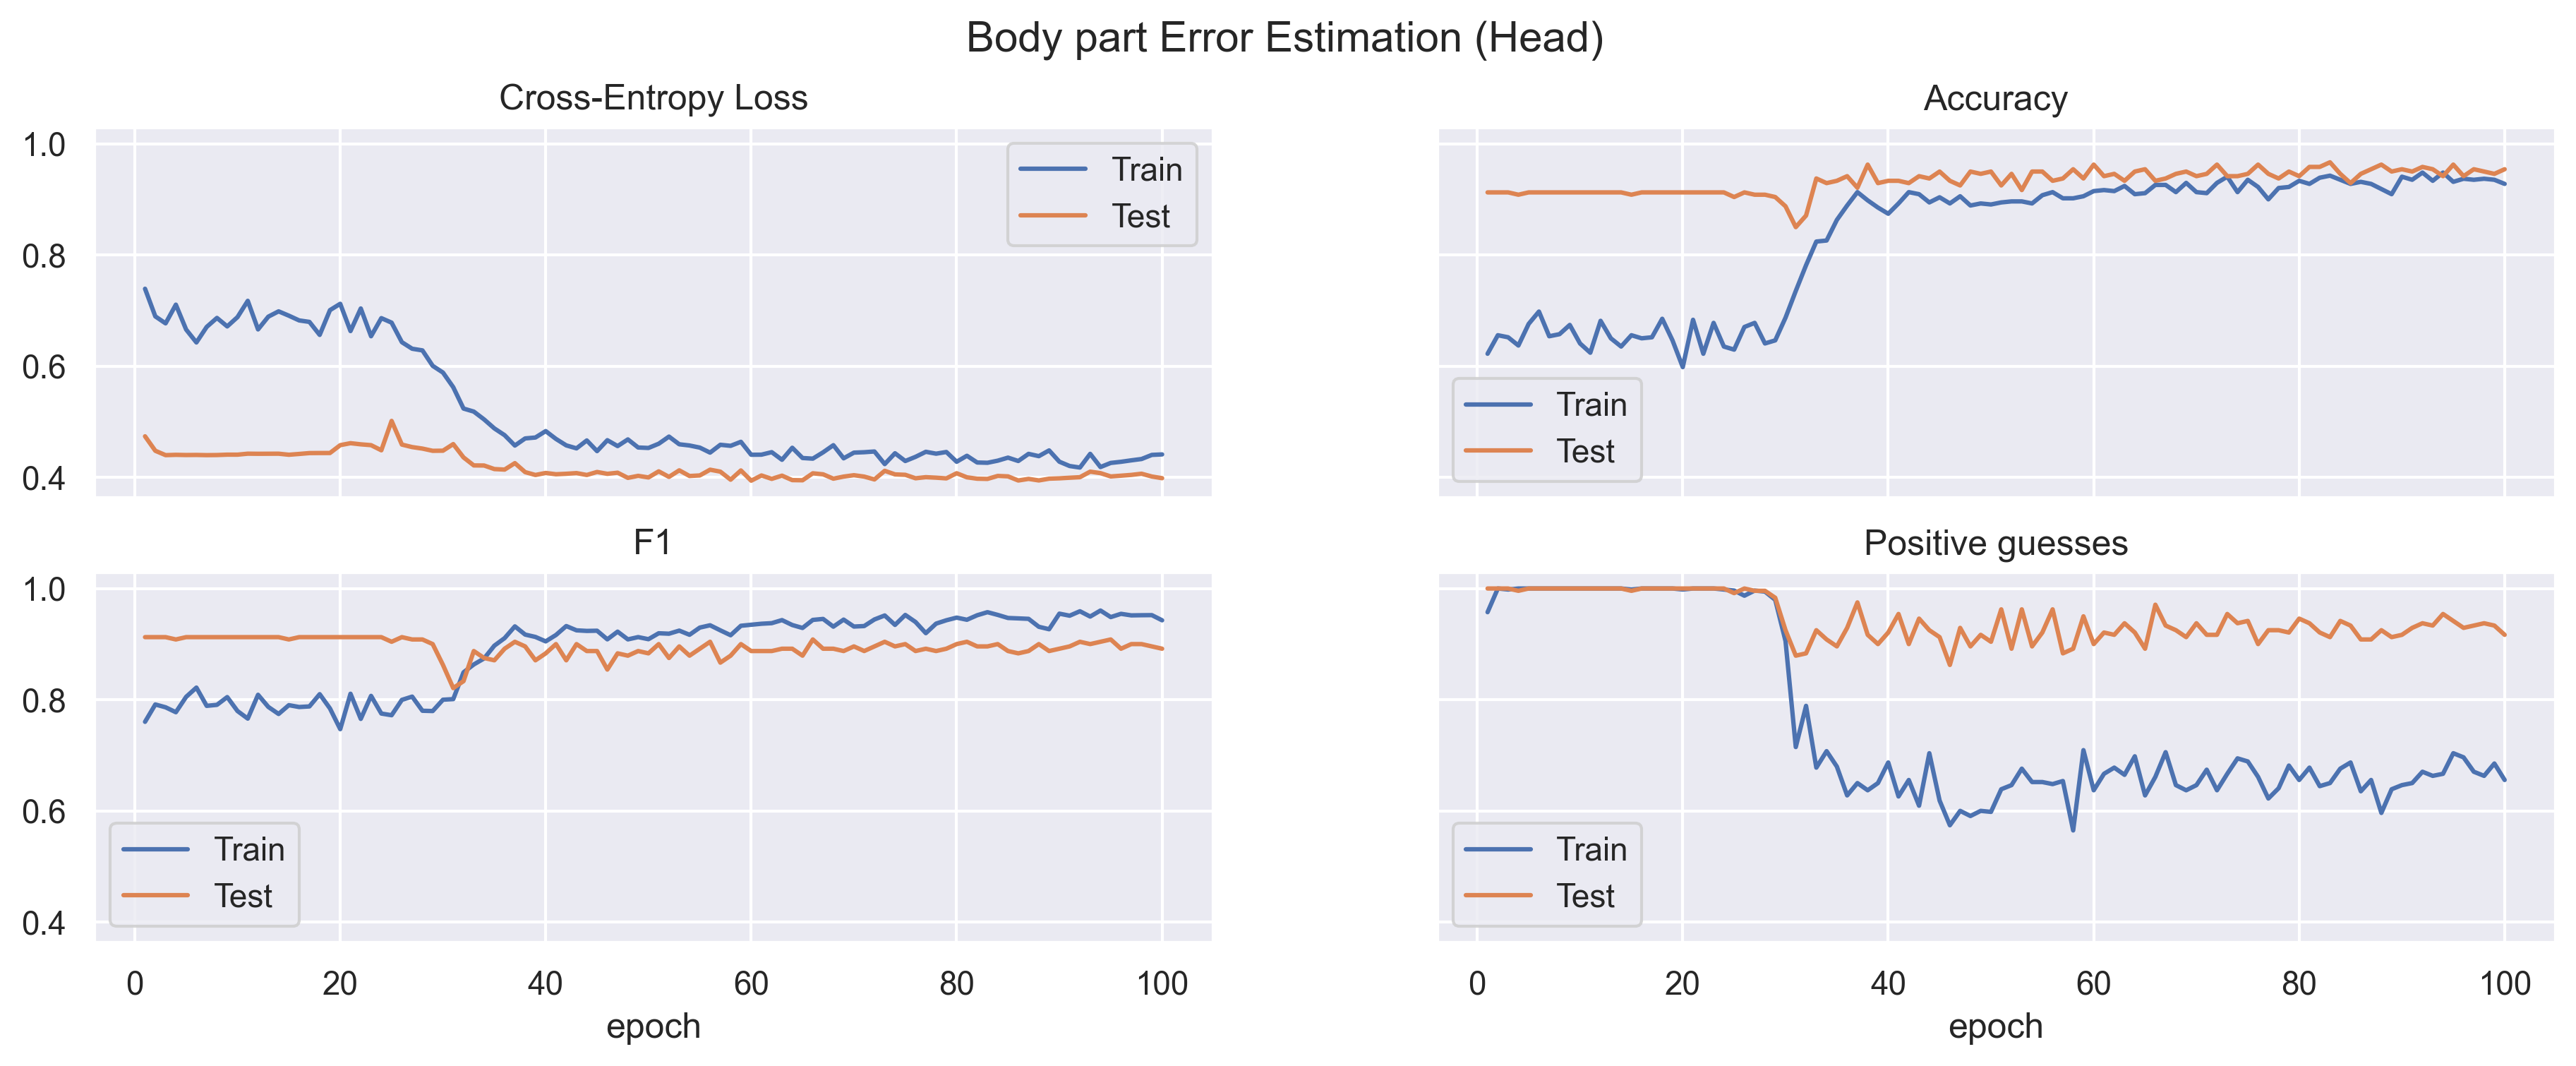 Body part Error Estimation (Head)
Cross-Entropy Loss
1.0
0.8
0.6
0.4
Train
Test
Accuracy
Train
Test
F1
1.0
0.8
0.6
0.4
Train
Test
0 20 40 60 80 100
epoch
Positive guesses
Train
Test
0 20 40 60 80 100
epoch